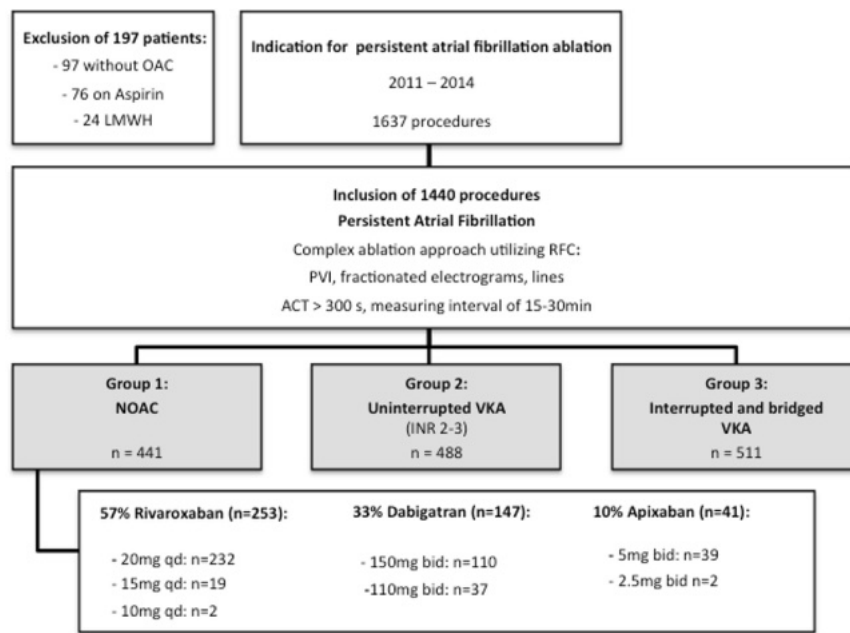 Exclusion of 197 patients:
- 97 without OAC
- 76 on Aspirin
- 24 LMWH
Indication for persistent atrial fibrillation ablation
2011 – 2014
1637 procedures
Inclusion of 1440 procedures
Persistent Atrial Fibrillation
Complex ablation approach utilizing RFC:
PVI, fractionated electrograms, lines
ACT > 300 s, measuring interval of 15-30min
Group 1:
NOAC
n = 441
Group 2:
Uninterrupted VKA
(INR 2-3)
n = 488
Group 3:
Interrupted and bridged
VKA
n = 511
57% Rivaroxaban (n=253):
- 20mg qd: n=232
- 15mg qd: n=19
- 10mg qd: n=2
33% Dabigatran (n=147):
- 150mg bid: n=110
-110mg bid: n=37
10% Apixaban (n=41):
- 5mg bid: n=39
- 2.5mg bid n=2